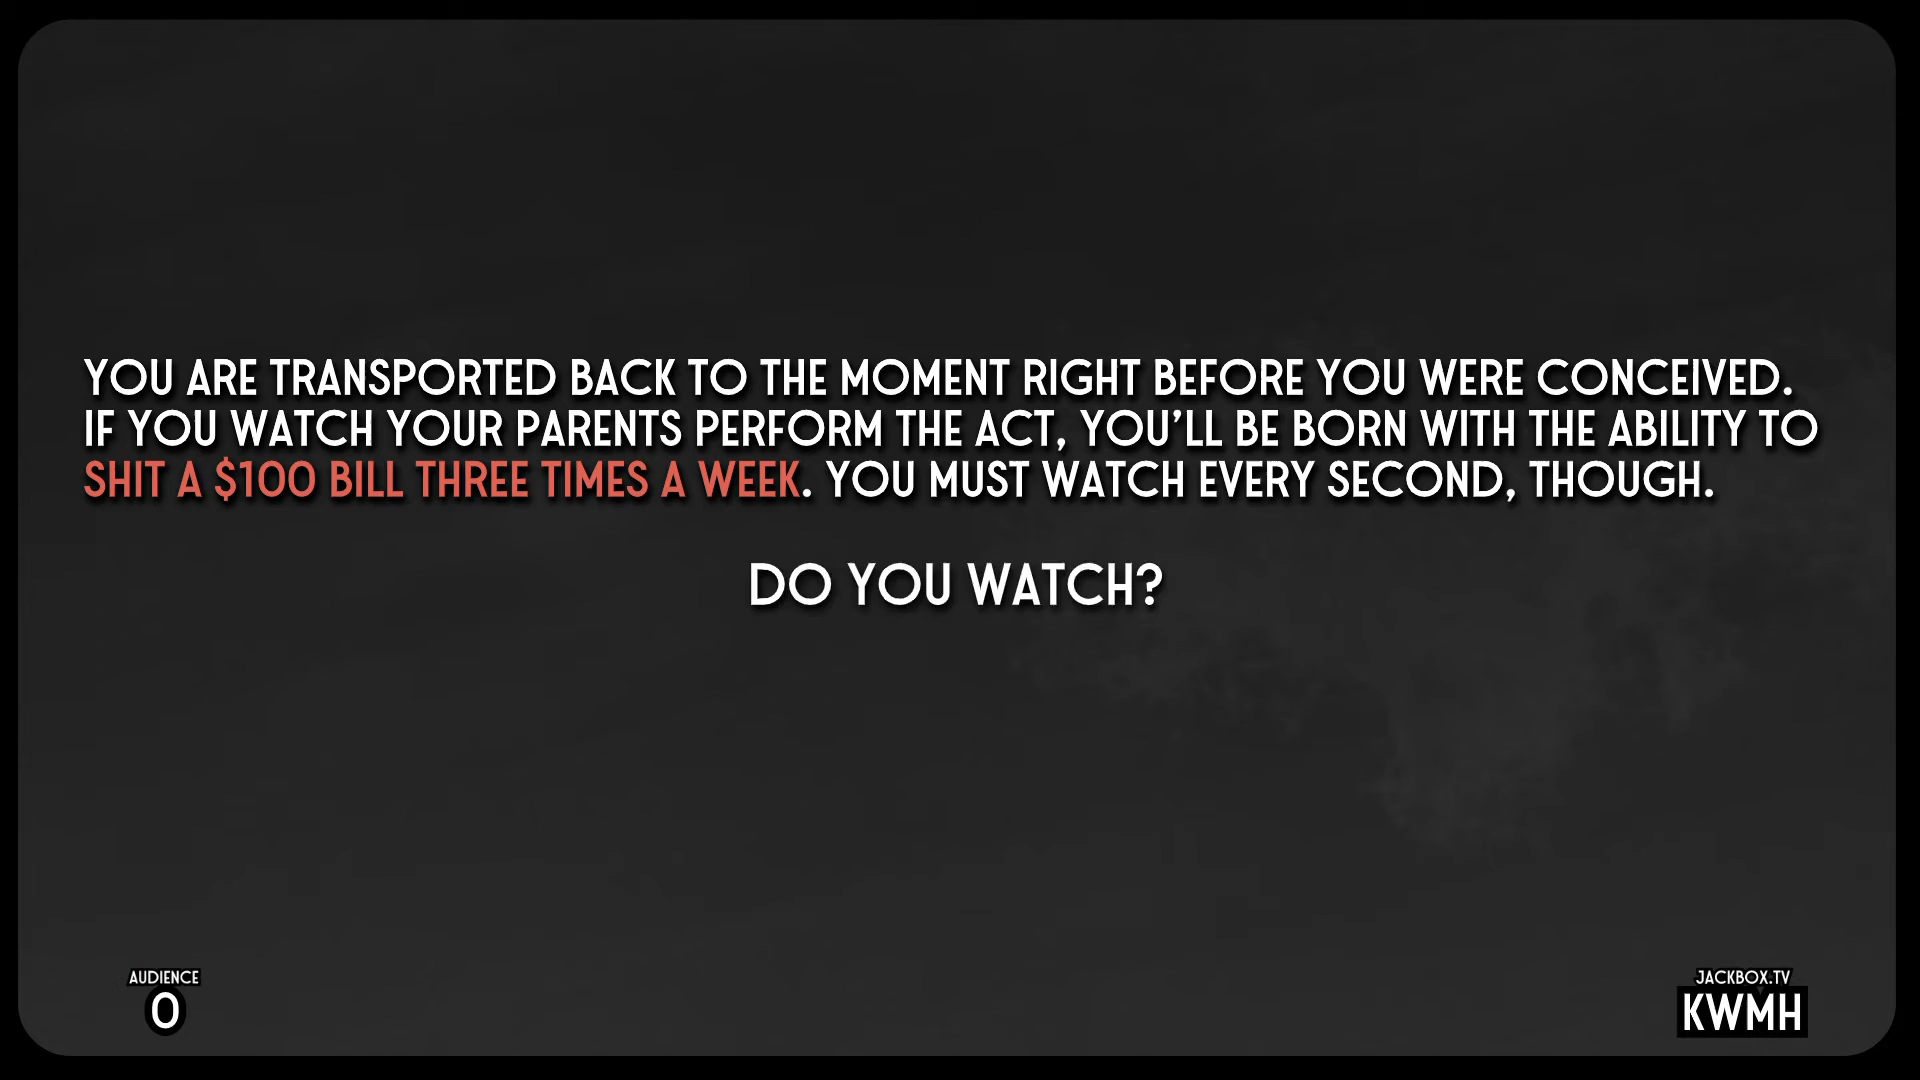 YOU ARE TRANSPORTED BACK TO THE MOMENT RIGHT BEFORE YOU WERE CONCEIVED.
IF YOU WATCH YOUR PARENTS PERFORM THE ACT, YOU'LL BE BORN WITH THE ABILITY TO
SHIT A $100 BILL THREE TIMES A WEEK. YOU MUST WATCH EVERY SECOND, THOUGH.
DO YOU WATCH?
AUDIENCE
0
JACKBOX.TV
KWMH